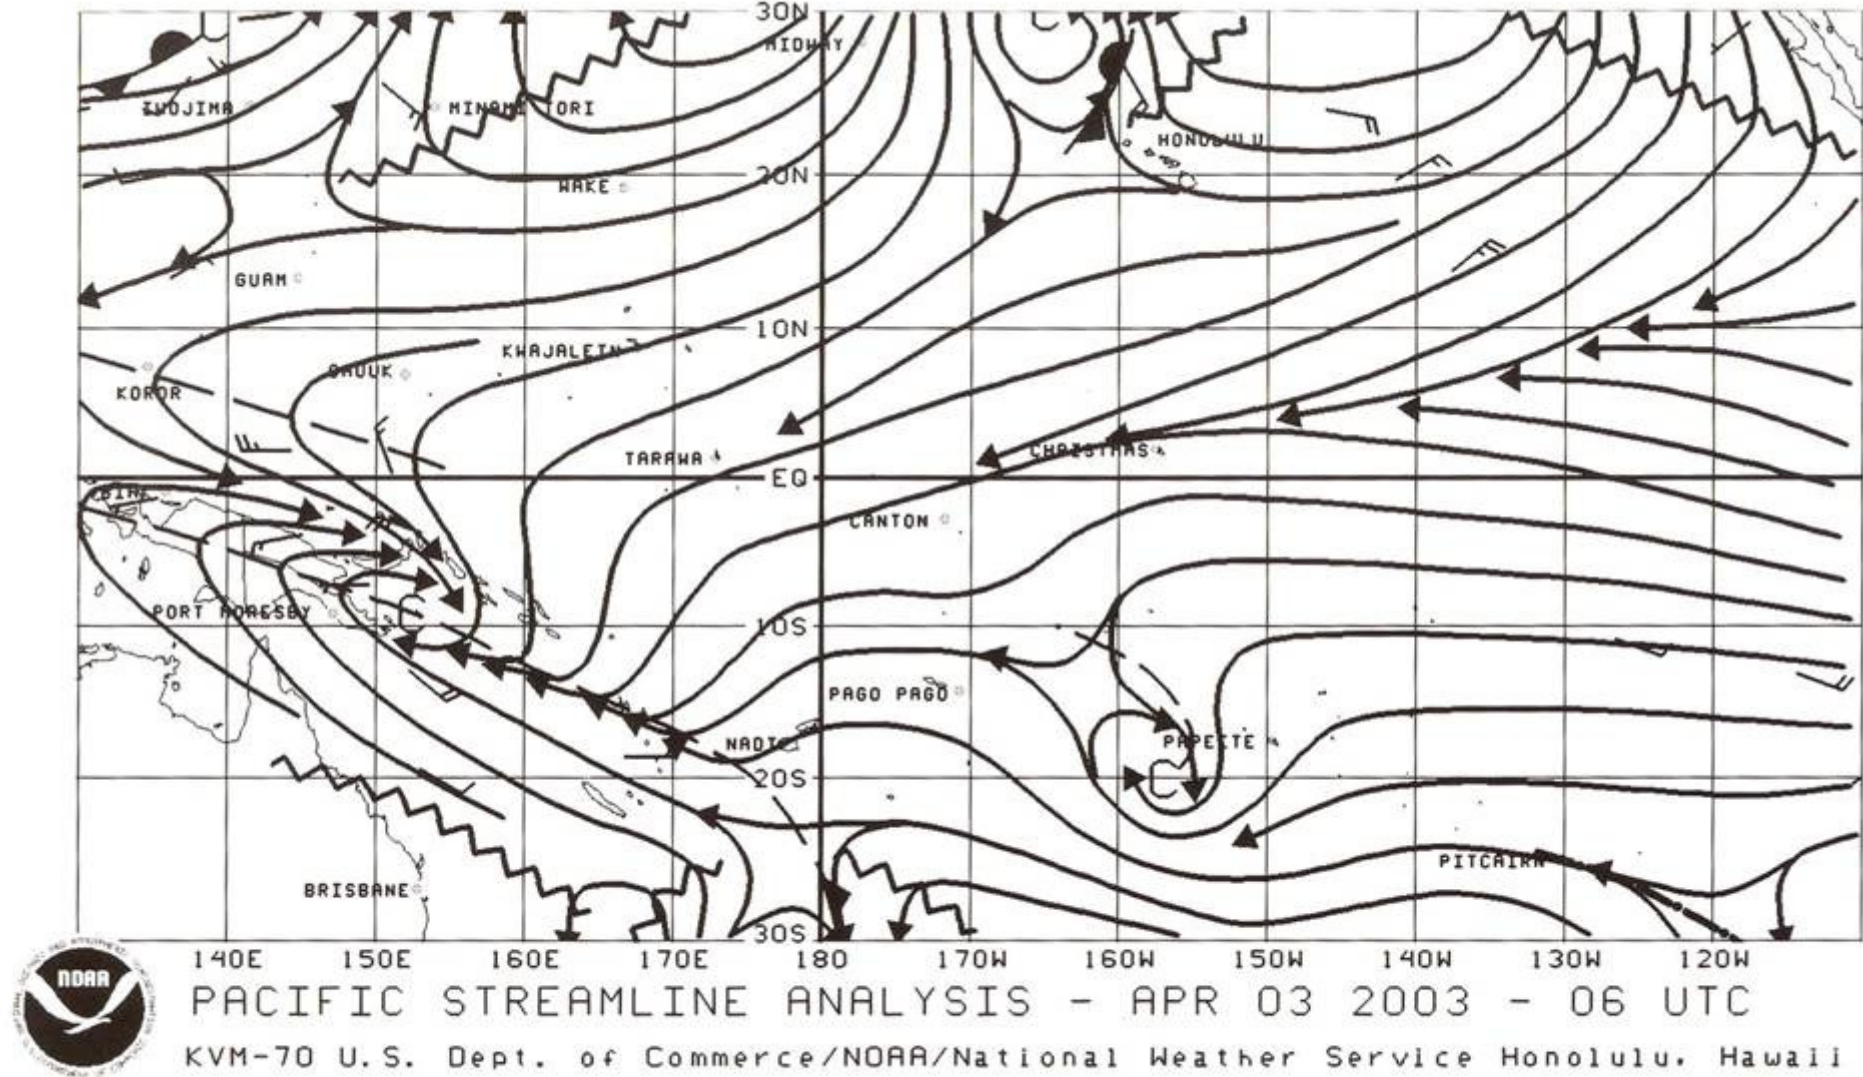 30N
MIDWAY
IWOJIMA
MINAMI TORI
HONOLULU
20N
WAKE
GUAM
10N
KWAJALEIN
KOROR
TARAWA
CHRISTMAS
EQ
BIAK
CANTON
PORT MORESBY
10S
PAGO PAGO
NADI
PAPEETE
20S
PITCAIRN
BRISBANE
30S
C
C
C
140E 150E 160E 170E 180 170W 160W 150W 140W 130W 120W
NOAA
PACIFIC STREAMLINE ANALYSIS - APR 03 2003 - 06 UTC
KVM-70 U.S. Dept. of Commerce/NOAA/National Weather Service Honolulu. Hawaii